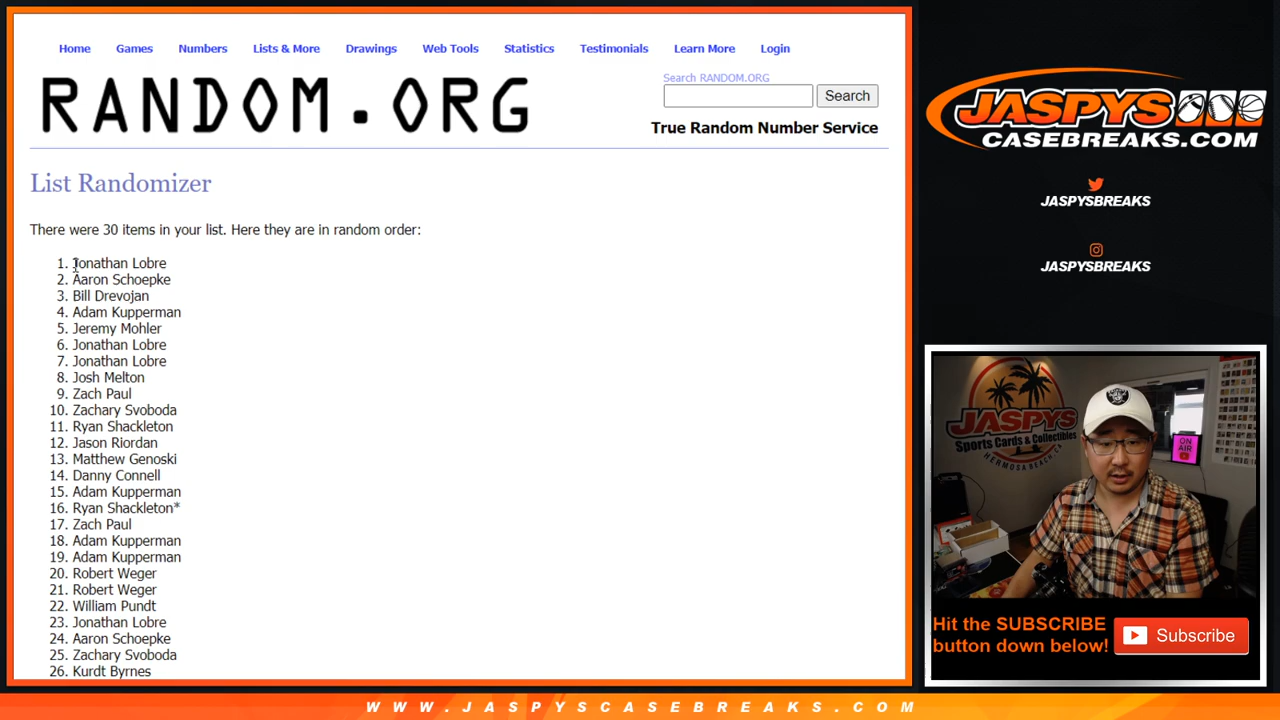 Home Games Numbers Lists & More Drawings Web Tools Statistics Testimonials Learn More Login
RANDOM.ORG
Search RANDOM.ORG
Search
True Random Number Service
List Randomizer
There were 30 items in your list. Here they are in random order:
1. Jonathan Lobre
2. Aaron Schoepke
3. Bill Drevojan
4. Adam Kupperman
5. Jeremy Mohler
6. Jonathan Lobre
7. Jonathan Lobre
8. Josh Melton
9. Zach Paul
10. Zachary Svoboda
11. Ryan Shackleton
12. Jason Riordan
13. Matthew Genoski
14. Danny Connell
15. Adam Kupperman
16. Ryan Shackleton*
17. Zach Paul
18. Adam Kupperman
19. Adam Kupperman
20. Robert Weger
21. Robert Weger
22. William Pundt
23. Jonathan Lobre
24. Aaron Schoepke
25. Zachary Svoboda
26. Kurdt Byrnes
JASPYS
CASEBREAKS.COM
JASPYSBREAKS
JASPYSBREAKS
JASPYS
Sports Cards & Collectibles
HERMOSA BEACH, CA
ON AIR
Hit the SUBSCRIBE
button down below!
Subscribe
WWW.JASPYSCASEBREAKS.COM